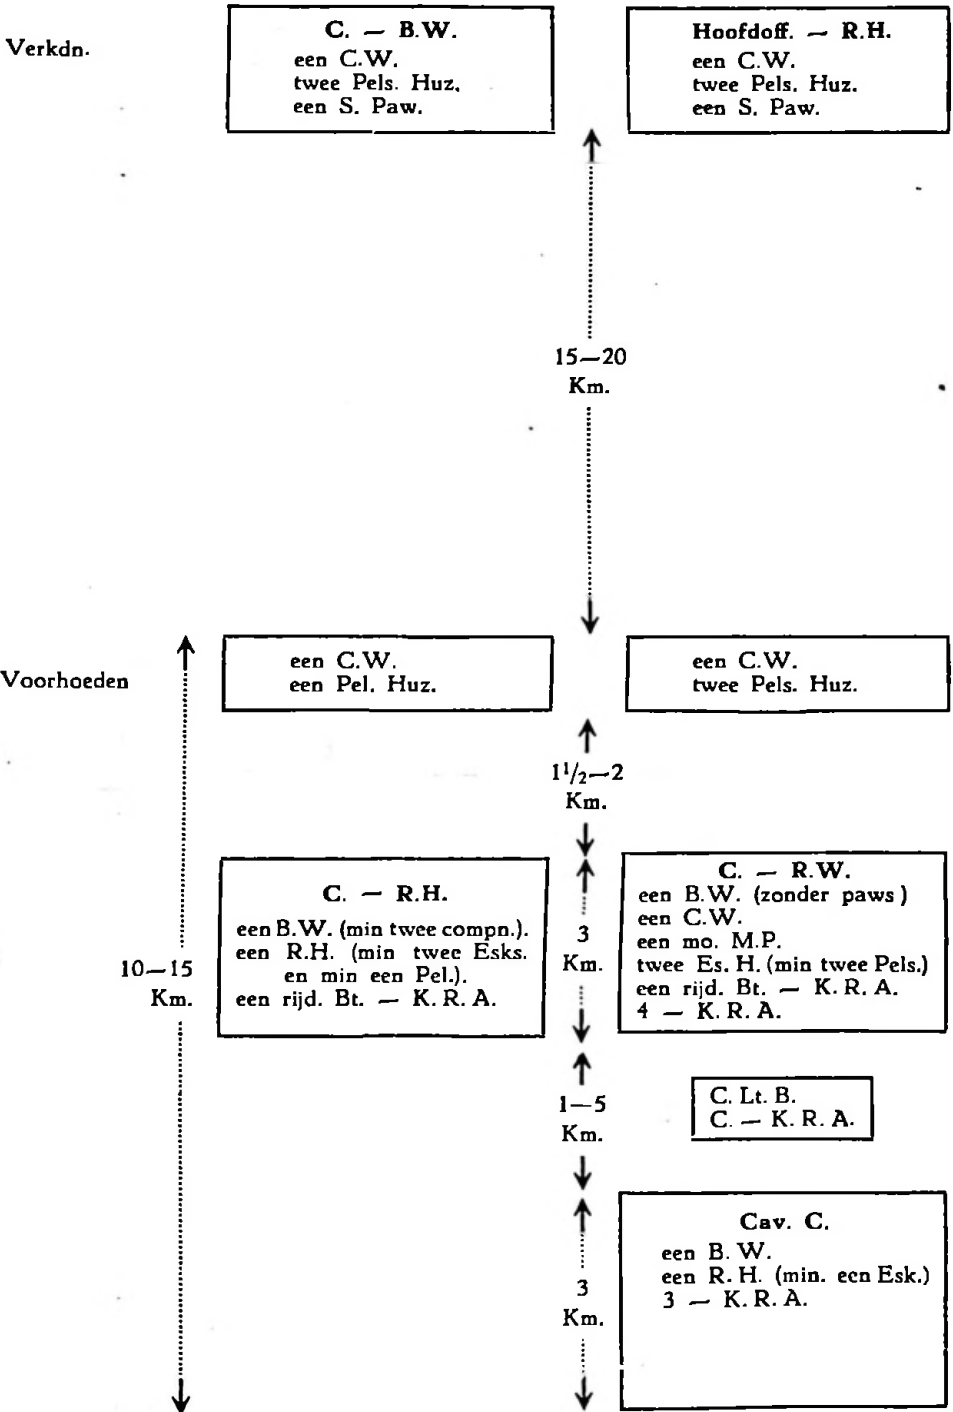 Verkdn.
C. — B.W.
een C.W.
twee Pels. Huz.
een S. Paw.
Hoofdoff. — R.H.
een C.W.
twee Pels. Huz.
een S. Paw.
15—20
Km.
Voorhoeden
een C.W.
een Pel. Huz.
een C.W.
twee Pels. Huz.
1½—2
Km.
10—15
Km.
C. — R.H.
een B.W. (min twee compn.).
een R.H. (min twee Esks.
en min een Pel.).
een rijd. Bt. — K.R.A.
3
Km.
C. — R.W.
een B.W. (zonder paws)
een C.W.
een mo. M.P.
twee Es. H. (min twee Pels.)
een rijd. Bt. — K.R.A.
4 — K.R.A.
1—5
Km.
C. Lt. B.
C. — K.R.A.
3
Km.
Cav. C.
een B.W.
een R.H. (min. een Esk.)
3 — K.R.A.